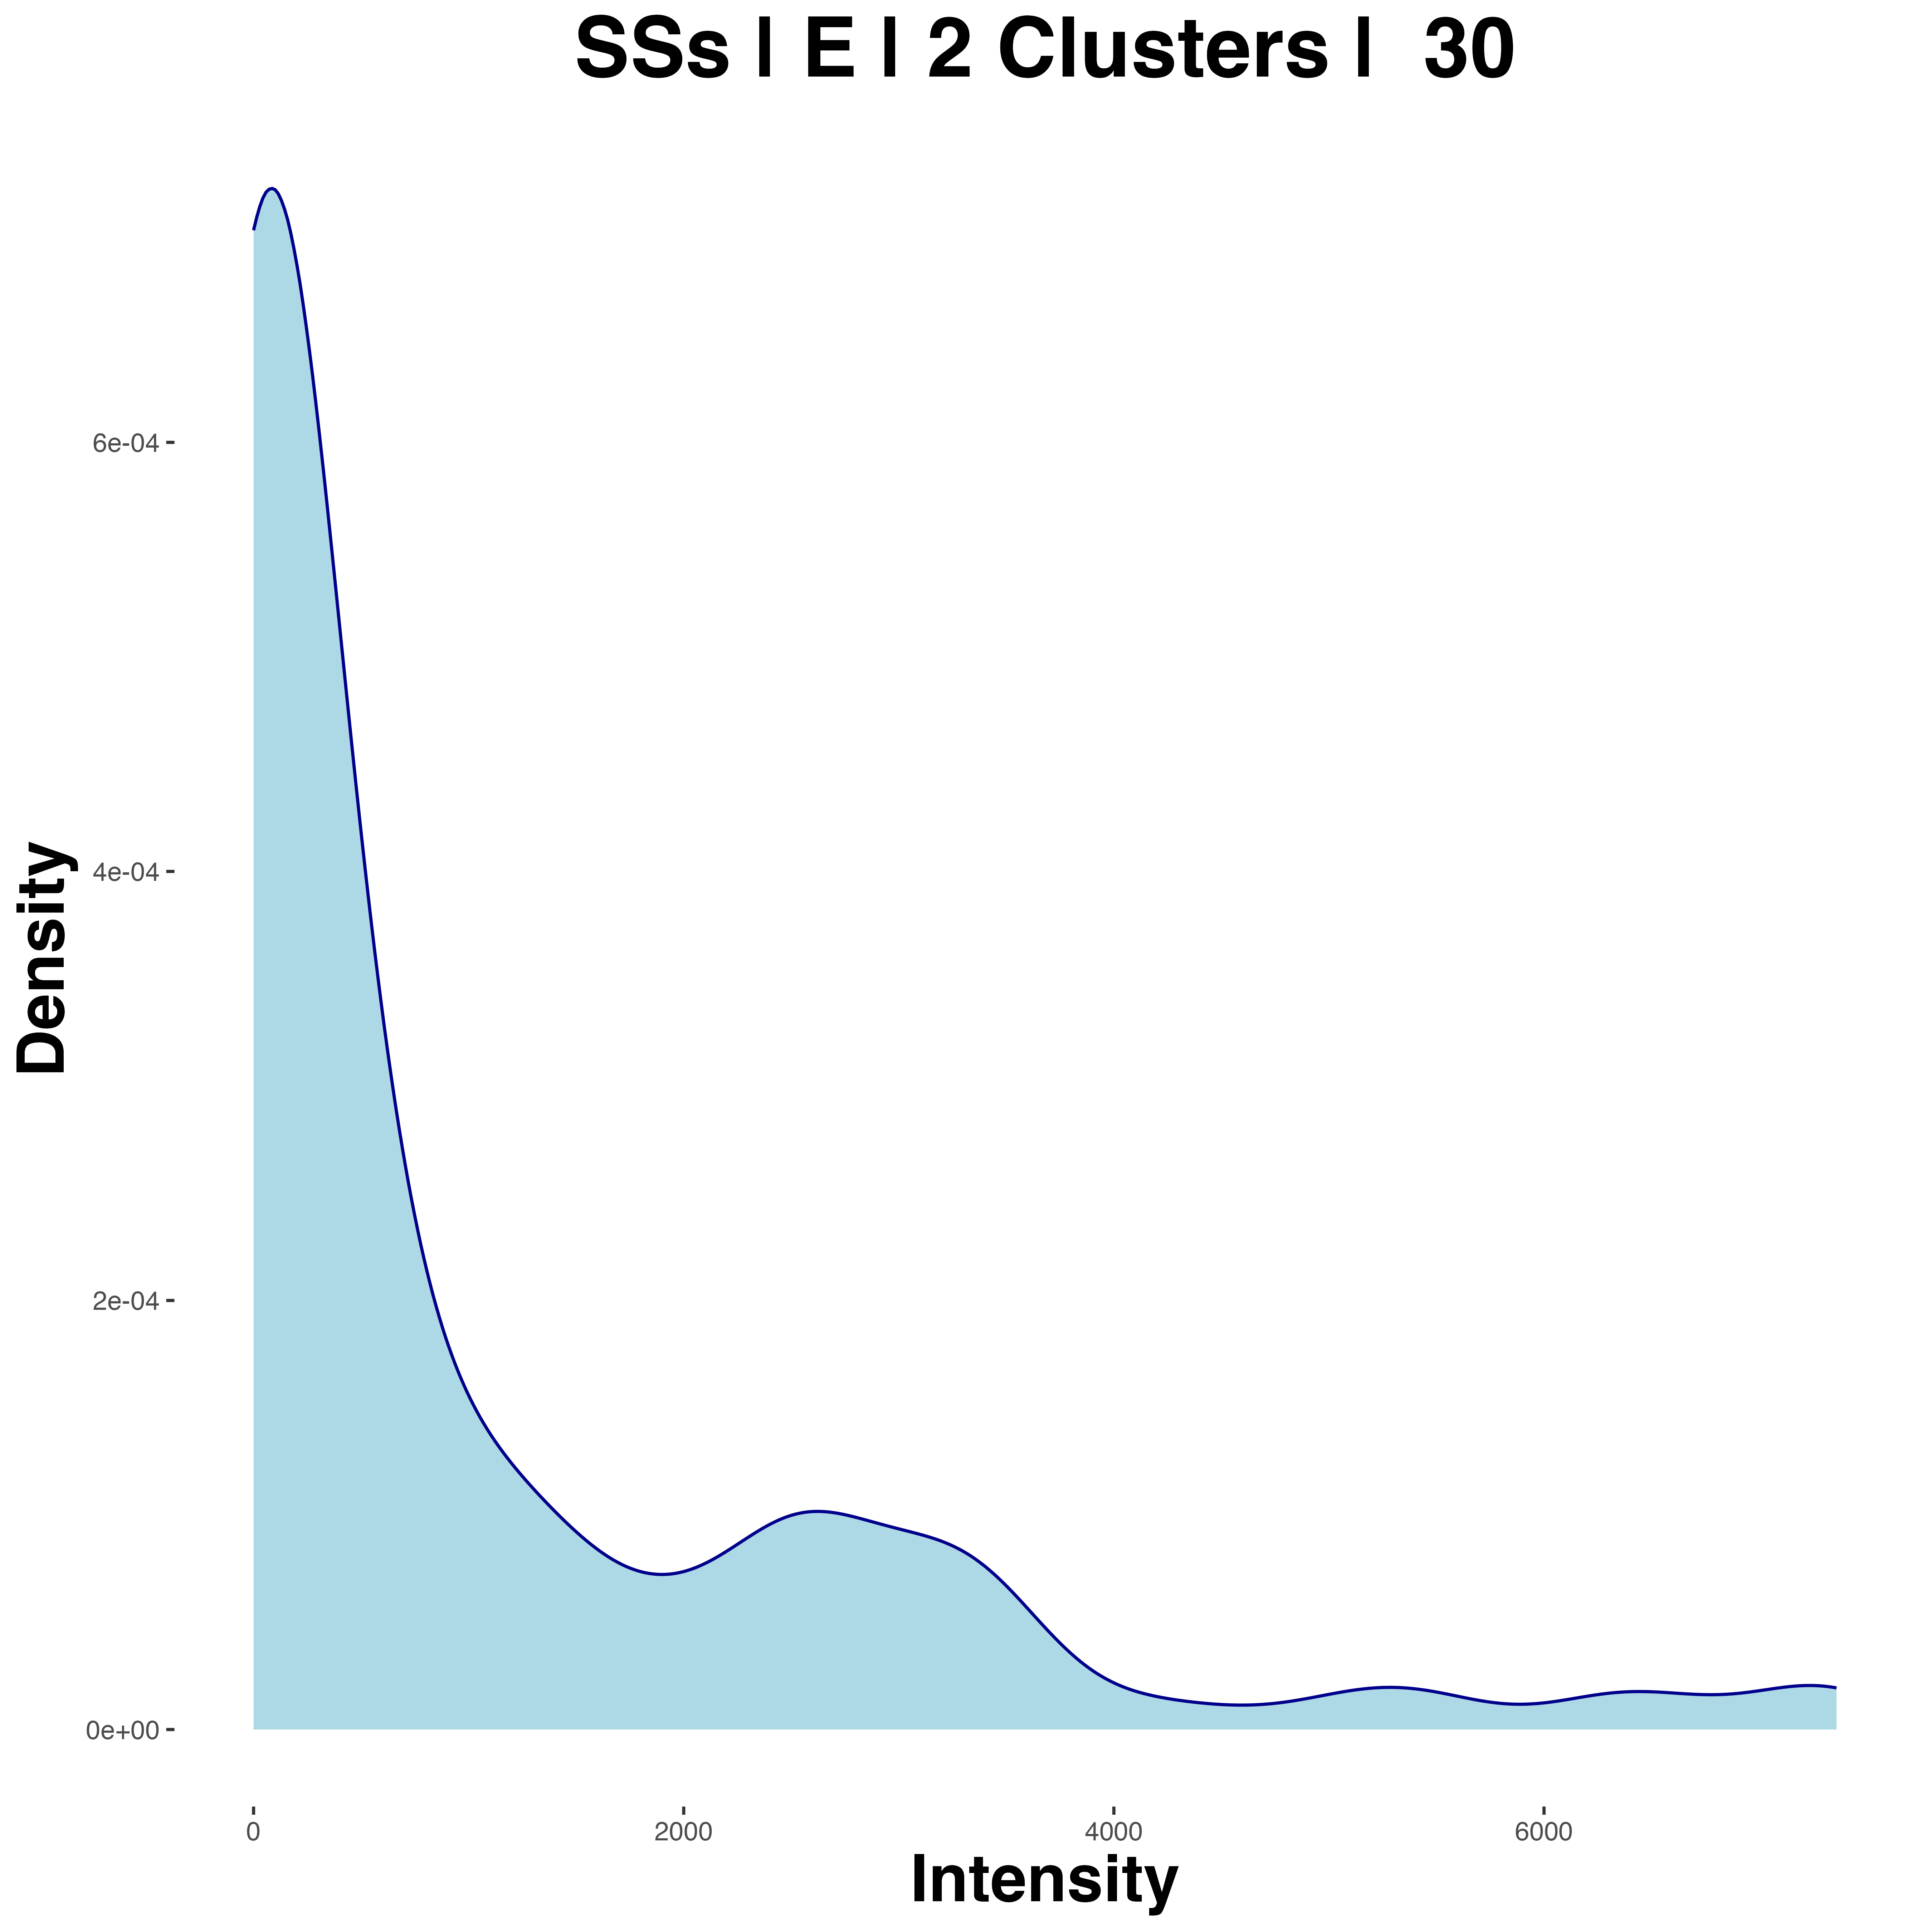 SSs | E | 2 Clusters |  30
Density
6e-04
4e-04
2e-04
0e+00
0 2000 4000 6000
Intensity